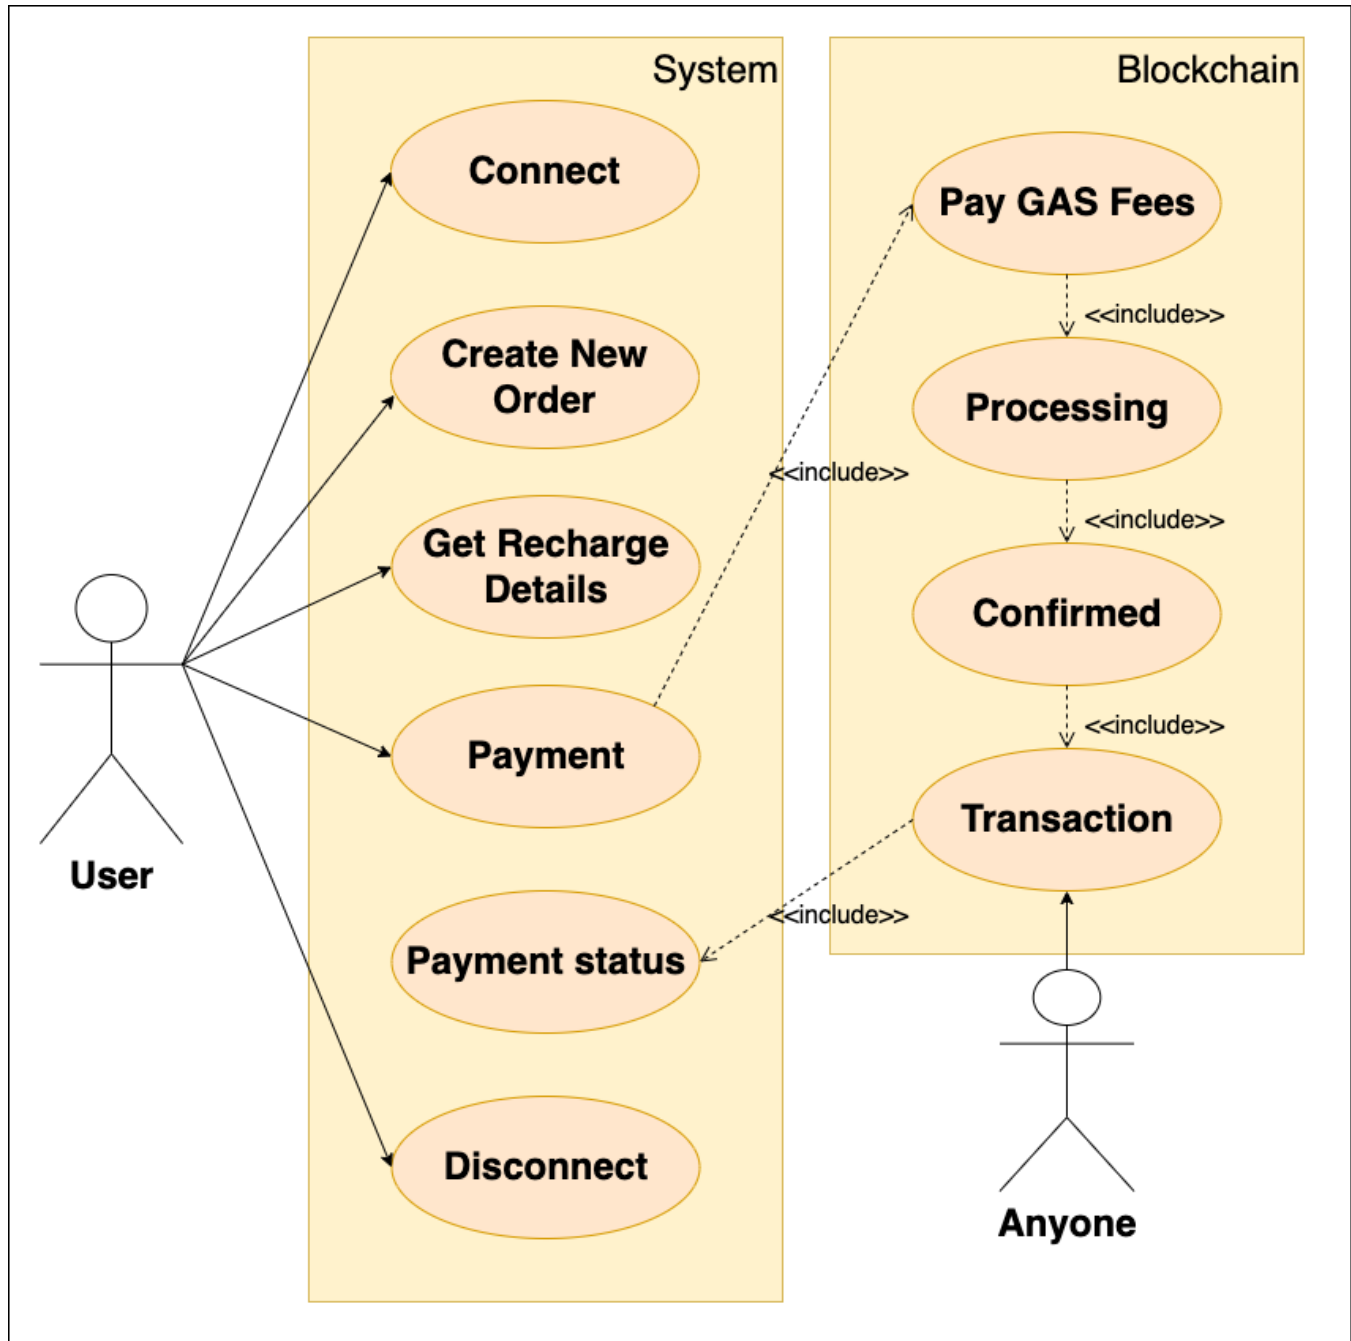 System
Connect
Create New
Order
Get Recharge
Details
Payment
Payment status
Disconnect
User
<<include>>
<<include>>
Blockchain
Pay GAS Fees
<<include>>
Processing
<<include>>
Confirmed
<<include>>
Transaction
Anyone